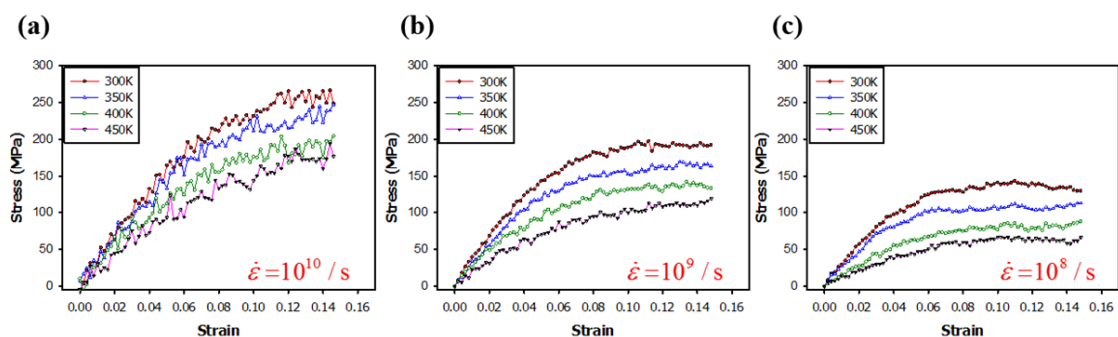 (a)
300
250
200
150
100
50
0
Stress (MPa)
300K
350K
400K
450K
ε̇ = 10¹⁰ / s
0.00 0.02 0.04 0.06 0.08 0.10 0.12 0.14 0.16
Strain
(b)
300
250
200
150
100
50
0
Stress (MPa)
300K
350K
400K
450K
ε̇ = 10⁹ / s
0.00 0.02 0.04 0.06 0.08 0.10 0.12 0.14 0.16
Strain
(c)
300
250
200
150
100
50
0
Stress (MPa)
300K
350K
400K
450K
ε̇ = 10⁸ / s
0.00 0.02 0.04 0.06 0.08 0.10 0.12 0.14 0.16
Strain